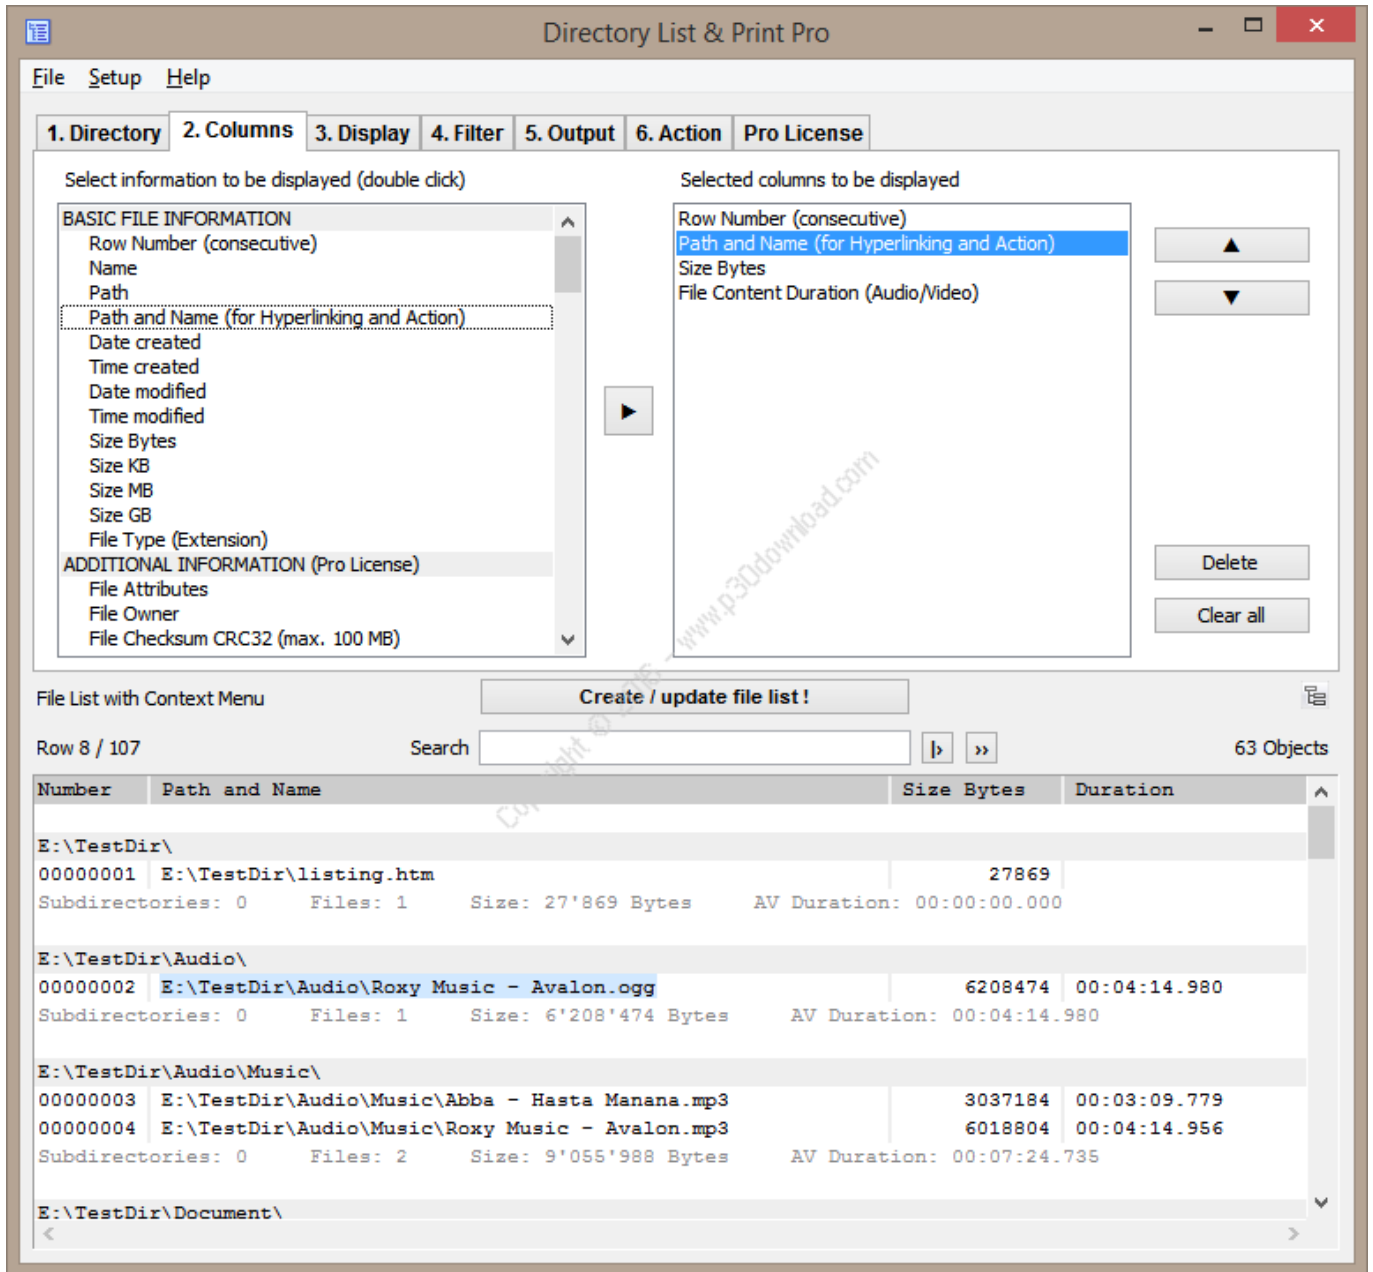 Directory List & Print Pro
File Setup Help
1. Directory 2. Columns 3. Display 4. Filter 5. Output 6. Action Pro License
Select information to be displayed (double click)
BASIC FILE INFORMATION
Row Number (consecutive)
Name
Path
Path and Name (for Hyperlinking and Action)
Date created
Time created
Date modified
Time modified
Size Bytes
Size KB
Size MB
Size GB
File Type (Extension)
ADDITIONAL INFORMATION (Pro License)
File Attributes
File Owner
File Checksum CRC32 (max. 100 MB)
Selected columns to be displayed
Row Number (consecutive)
Path and Name (for Hyperlinking and Action)
Size Bytes
File Content Duration (Audio/Video)
Delete
Clear all
File List with Context Menu
Create / update file list !
Row 8 / 107
Search
63 Objects
Number Path and Name Size Bytes Duration
E:\TestDir\
00000001 E:\TestDir\listing.htm 27869
Subdirectories: 0 Files: 1 Size: 27'869 Bytes AV Duration: 00:00:00.000
E:\TestDir\Audio\
00000002 E:\TestDir\Audio\Roxy Music - Avalon.ogg 6208474 00:04:14.980
Subdirectories: 0 Files: 1 Size: 6'208'474 Bytes AV Duration: 00:04:14.980
E:\TestDir\Audio\Music\
00000003 E:\TestDir\Audio\Music\Abba - Hasta Manana.mp3 3037184 00:03:09.779
00000004 E:\TestDir\Audio\Music\Roxy Music - Avalon.mp3 6018804 00:04:14.956
Subdirectories: 0 Files: 2 Size: 9'055'988 Bytes AV Duration: 00:07:24.735
E:\TestDir\Document\
Copyright © 2016 - www.p30download.com